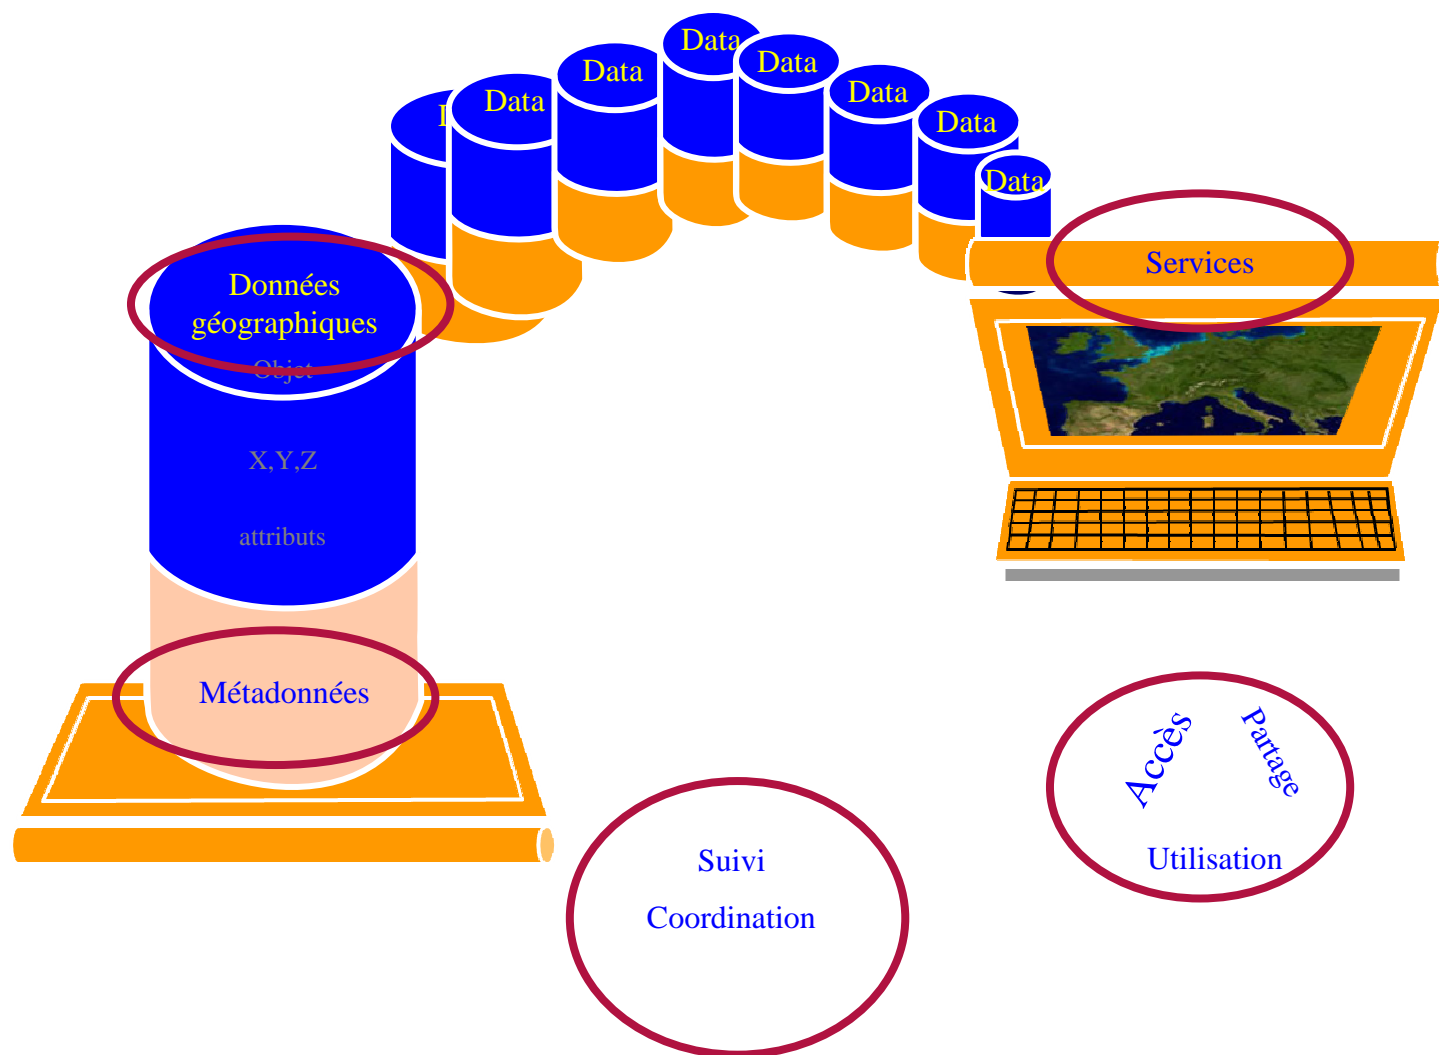 Data
Data
Data
Data
Data
Data
Data
Services
Données
géographiques
Objet
X,Y,Z
attributs
Métadonnées
Accès
Partage
Utilisation
Suivi
Coordination